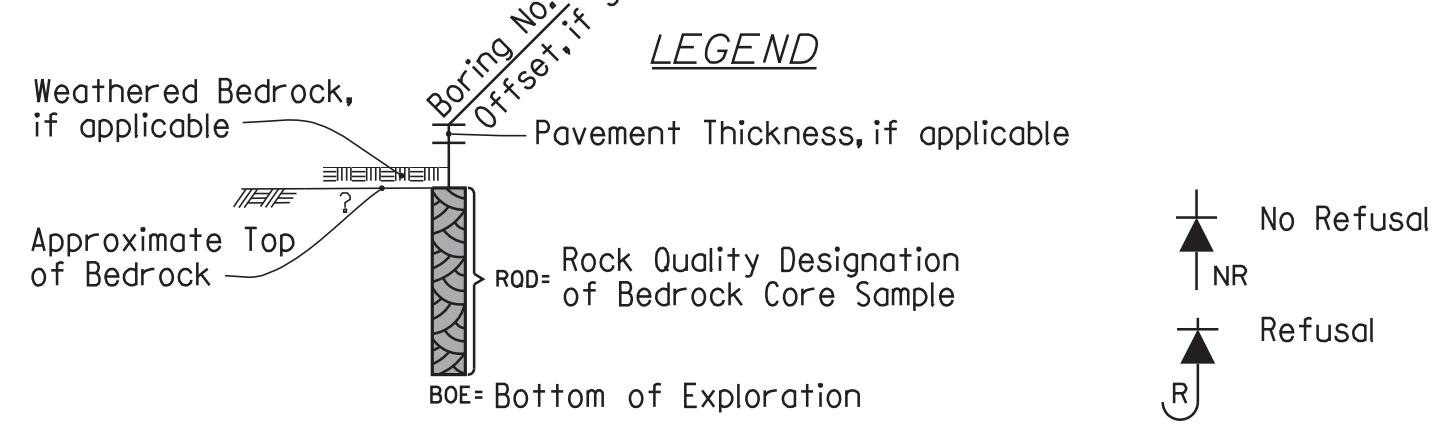 Boring No.
Offset, if
LEGEND
Weathered Bedrock,
if applicable
Pavement Thickness, if applicable
?
Approximate Top
of Bedrock
RQD= Rock Quality Designation
of Bedrock Core Sample
BOE= Bottom of Exploration
No Refusal
NR
Refusal
R